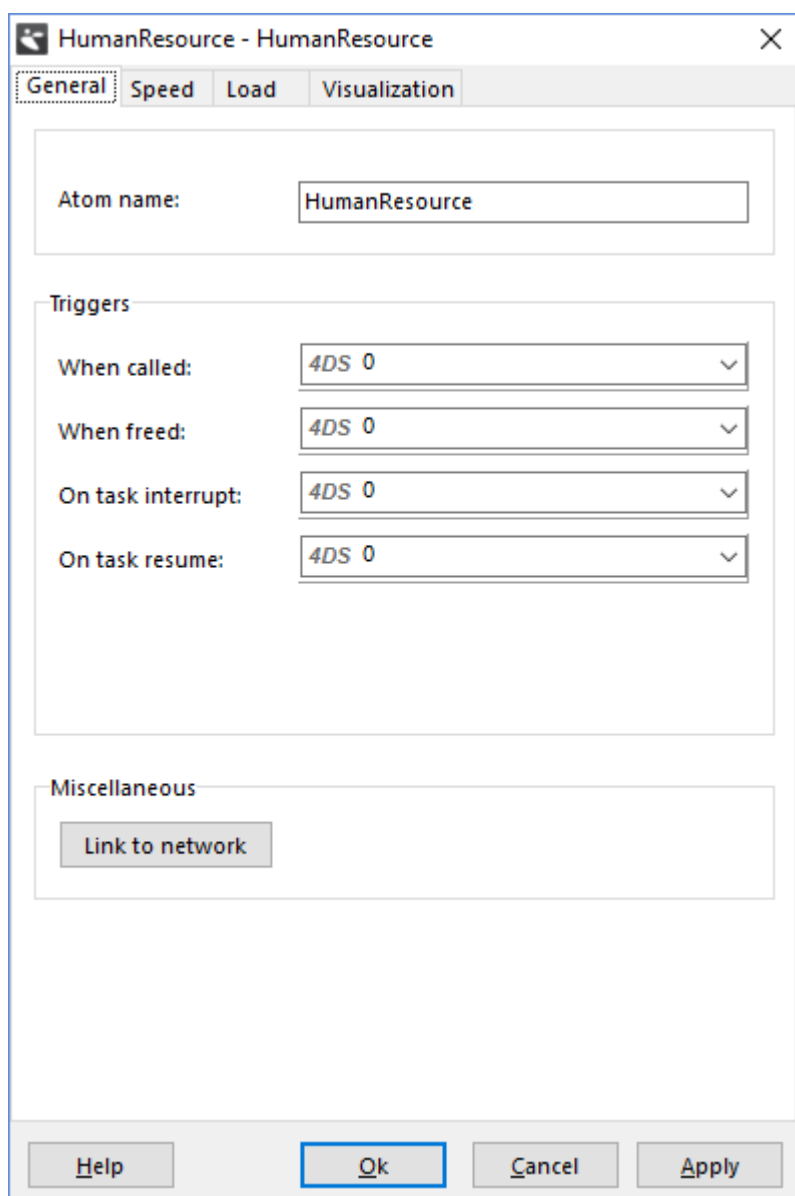 HumanResource - HumanResource
General Speed Load Visualization
Atom name: HumanResource
Triggers
When called: 4DS 0
When freed: 4DS 0
On task interrupt: 4DS 0
On task resume: 4DS 0
Miscellaneous
Link to network
Help Ok Cancel Apply